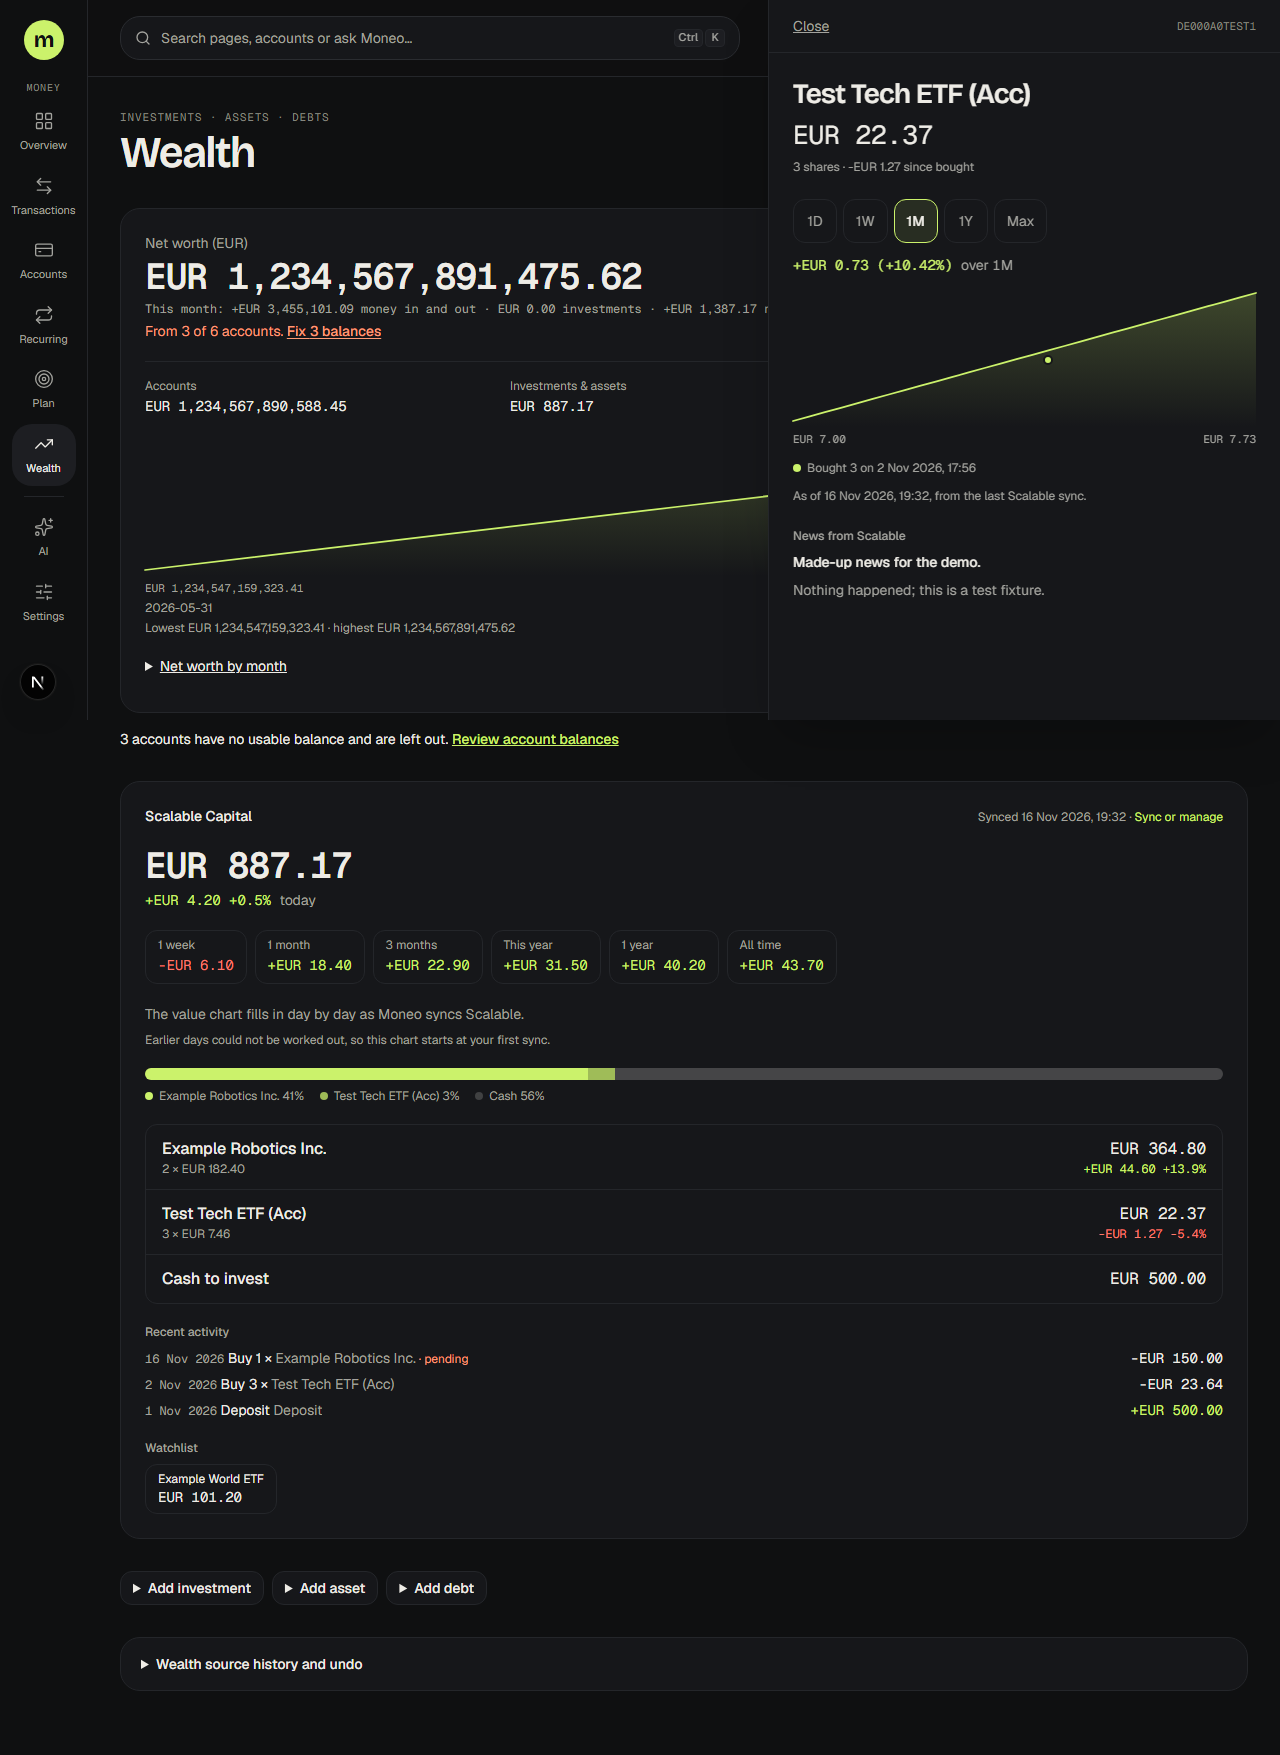 m
MONEY
Overview
Transactions
Accounts
Recurring
Plan
Wealth
AI
Settings
N
Search pages, accounts or ask Moneo...
Ctrl K
INVESTMENTS · ASSETS · DEBTS
Wealth
Net worth (EUR)
EUR 1,234,567,891,475.62
This month: +EUR 3,455,101.09 money in and out · EUR 0.00 investments · +EUR 1,387.17
From 3 of 6 accounts. Fix 3 balances
Accounts
EUR 1,234,567,890,588.45
Investments & assets
EUR 887.17
EUR 1,234,547,159,323.41
2026-05-31
Lowest EUR 1,234,547,159,323.41 · highest EUR 1,234,567,891,475.62
Net worth by month
Close
DE000A0TEST1
Test Tech ETF (Acc)
EUR 22.37
3 shares · -EUR 1.27 since bought
1D 1W 1M 1Y Max
+EUR 0.73 (+10.42%) over 1M
EUR 7.00 EUR 7.73
Bought 3 on 2 Nov 2026, 17:56
As of 16 Nov 2026, 19:32, from the last Scalable sync.
News from Scalable
Made-up news for the demo.
Nothing happened; this is a test fixture.
3 accounts have no usable balance and are left out. Review account balances
Scalable Capital
Synced 16 Nov 2026, 19:32 · Sync or manage
EUR 887.17
+EUR 4.20 +0.5% today
1 week
-EUR 6.10
1 month
+EUR 18.40
3 months
+EUR 22.90
This year
+EUR 31.50
1 year
+EUR 40.20
All time
+EUR 43.70
The value chart fills in day by day as Moneo syncs Scalable.
Earlier days could not be worked out, so this chart starts at your first sync.
Example Robotics Inc. 41% Test Tech ETF (Acc) 3% Cash 56%
Example Robotics Inc. EUR 364.80
2 × EUR 182.40 +EUR 44.60 +13.9%
Test Tech ETF (Acc) EUR 22.37
3 × EUR 7.46 -EUR 1.27 -5.4%
Cash to invest EUR 500.00
Recent activity
16 Nov 2026 Buy 1 × Example Robotics Inc. · pending -EUR 150.00
2 Nov 2026 Buy 3 × Test Tech ETF (Acc) -EUR 23.64
1 Nov 2026 Deposit Deposit +EUR 500.00
Watchlist
Example World ETF
EUR 101.20
Add investment
Add asset
Add debt
Wealth source history and undo